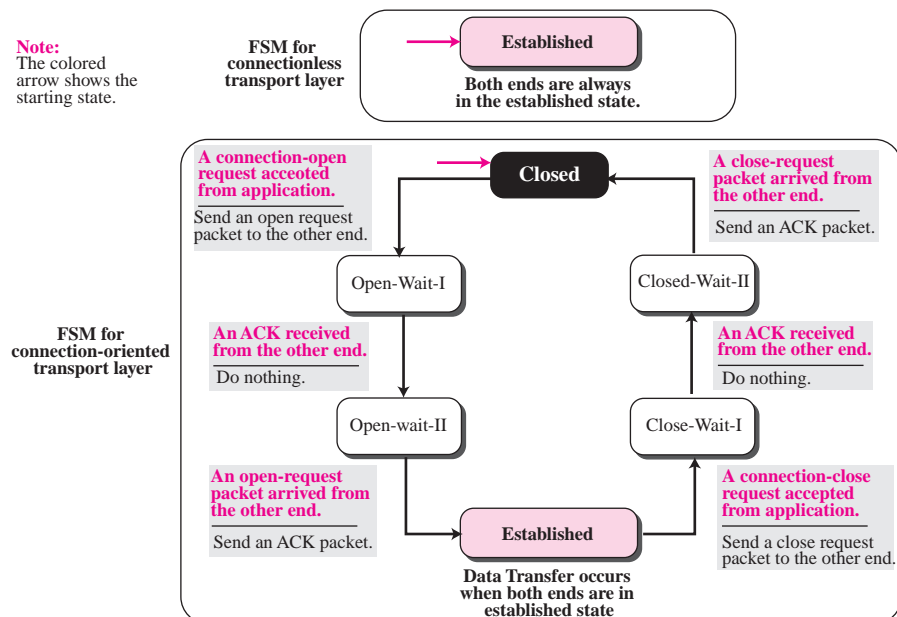 Note:
The colored
arrow shows the
starting state.
FSM for
connectionless
transport layer
Established
Both ends are always
in the established state.
FSM for
connection-oriented
transport layer
A connection-open
request acceoted
from application.
Send an open request
packet to the other end.
Closed
A close-request
packet arrived from
the other end.
Send an ACK packet.
Open-Wait-I
Closed-Wait-II
An ACK received
from the other end.
Do nothing.
An ACK received
from the other end.
Do nothing.
Open-wait-II
Close-Wait-I
An open-request
packet arrived from
the other end.
Send an ACK packet.
Established
Data Transfer occurs
when both ends are in
established state
A connection-close
request accepted
from application.
Send a close request
packet to the other end.